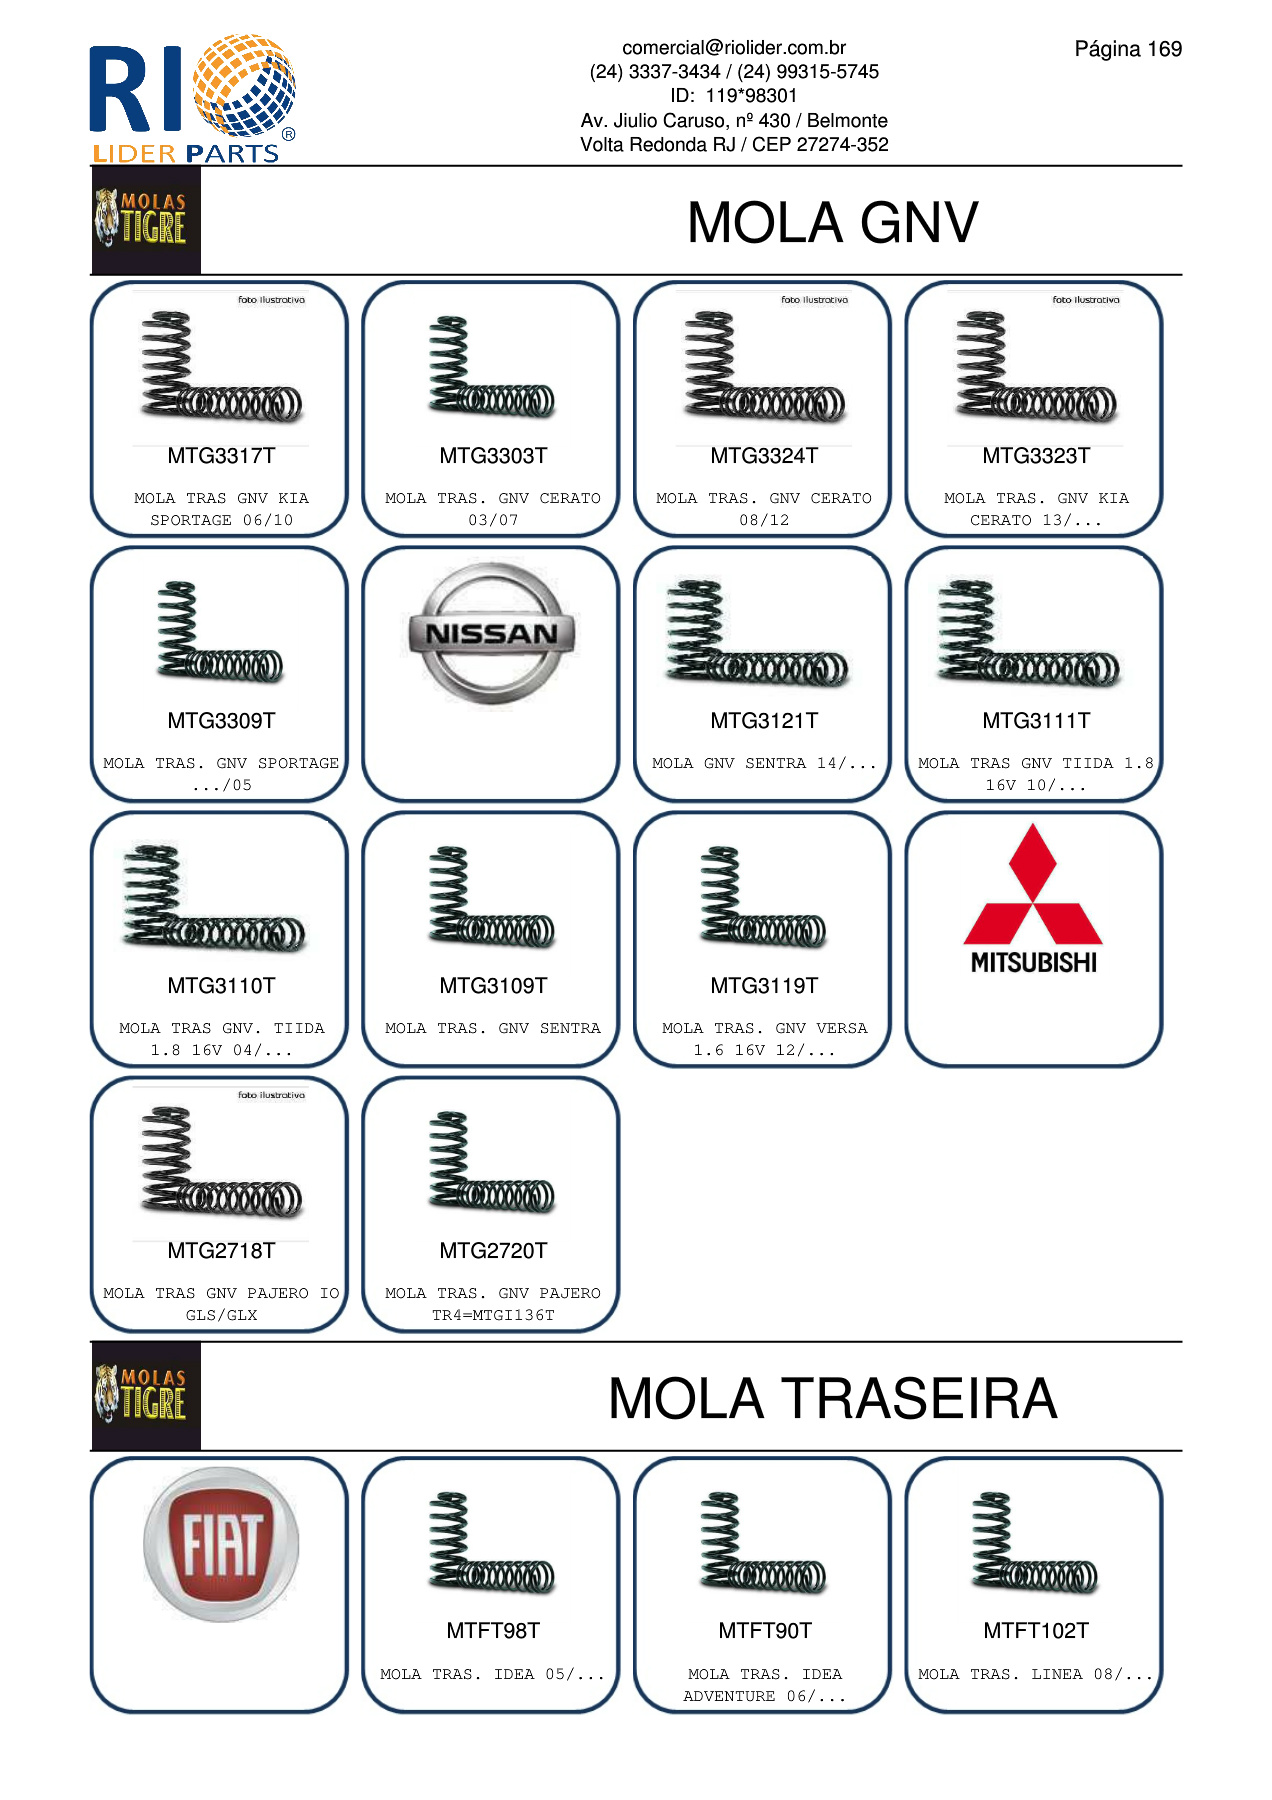 RIO
LIDER PARTS
®
comercial@riolider.com.br
(24) 3337-3434 / (24) 99315-5745
ID:  119*98301
Av. Jiulio Caruso, nº 430 / Belmonte
Volta Redonda RJ / CEP 27274-352
Página 169
MOLAS
TIGRE
MOLA GNV
foto ilustrativa
MTG3317T
MOLA TRAS GNV KIA
SPORTAGE 06/10
MTG3303T
MOLA TRAS. GNV CERATO
03/07
foto ilustrativa
MTG3324T
MOLA TRAS. GNV CERATO
08/12
foto ilustrativa
MTG3323T
MOLA TRAS. GNV KIA
CERATO 13/...
MTG3309T
MOLA TRAS. GNV SPORTAGE
.../05
NISSAN
MTG3121T
MOLA GNV SENTRA 14/...
MTG3111T
MOLA TRAS GNV TIIDA 1.8
16V 10/...
MTG3110T
MOLA TRAS GNV. TIIDA
1.8 16V 04/...
MTG3109T
MOLA TRAS. GNV SENTRA
MTG3119T
MOLA TRAS. GNV VERSA
1.6 16V 12/...
MITSUBISHI
foto ilustrativa
MTG2718T
MOLA TRAS GNV PAJERO IO
GLS/GLX
MTG2720T
MOLA TRAS. GNV PAJERO
TR4=MTGI136T
MOLAS
TIGRE
MOLA TRASEIRA
FIAT
MTFT98T
MOLA TRAS. IDEA 05/...
MTFT90T
MOLA TRAS. IDEA
ADVENTURE 06/...
MTFT102T
MOLA TRAS. LINEA 08/...